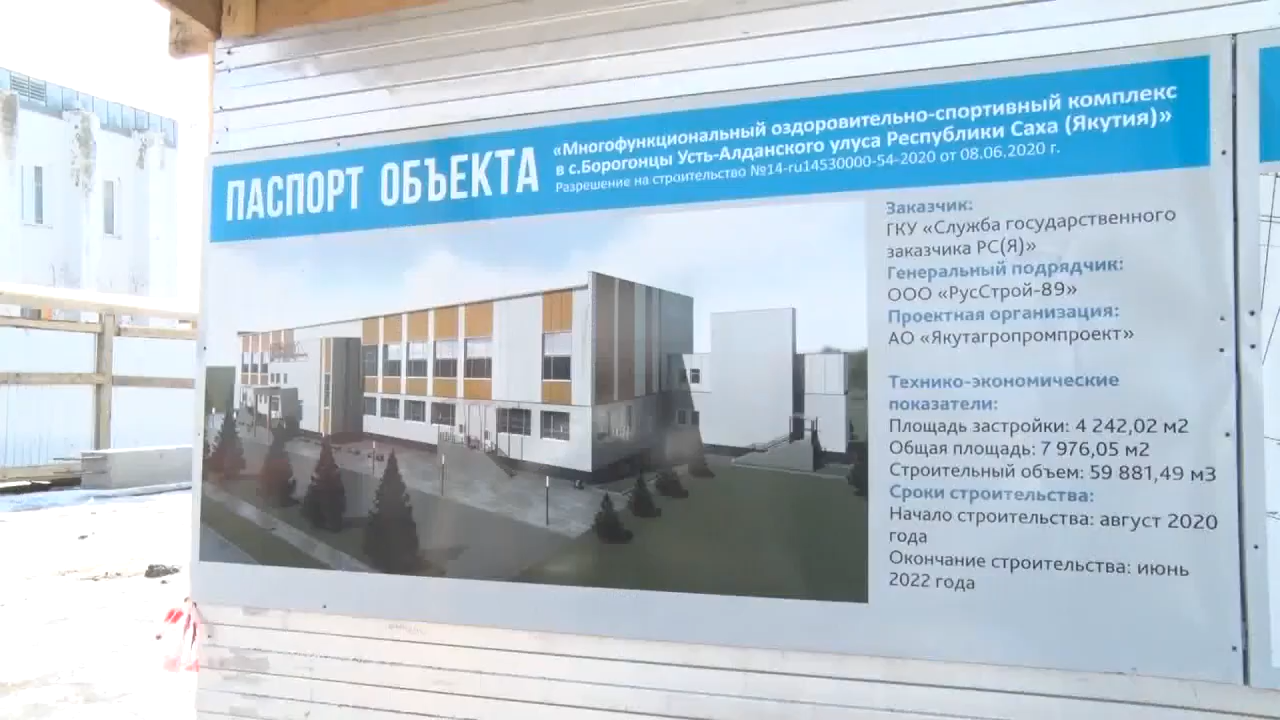 ПАСПОРТ ОБЪЕКТА
«Многофункциональный оздоровительно-спортивный комплекс
в с.Борогонцы Усть-Алданского улуса Республики Саха (Якутия)»
Разрешение на строительство №14-ru14530000-54-2020 от 08.06.2020 г.
Заказчик:
ГКУ «Служба государственного
заказчика РС(Я)»
Генеральный подрядчик:
ООО «РусСтрой-89»
Проектная организация:
АО «Якутагропромпроект»
Технико-экономические
показатели:
Площадь застройки: 4 242,02 м2
Общая площадь: 7 976,05 м2
Строительный объем: 59 881,49 м3
Сроки строительства:
Начало строительства: август 2020
года
Окончание строительства: июнь
2022 года